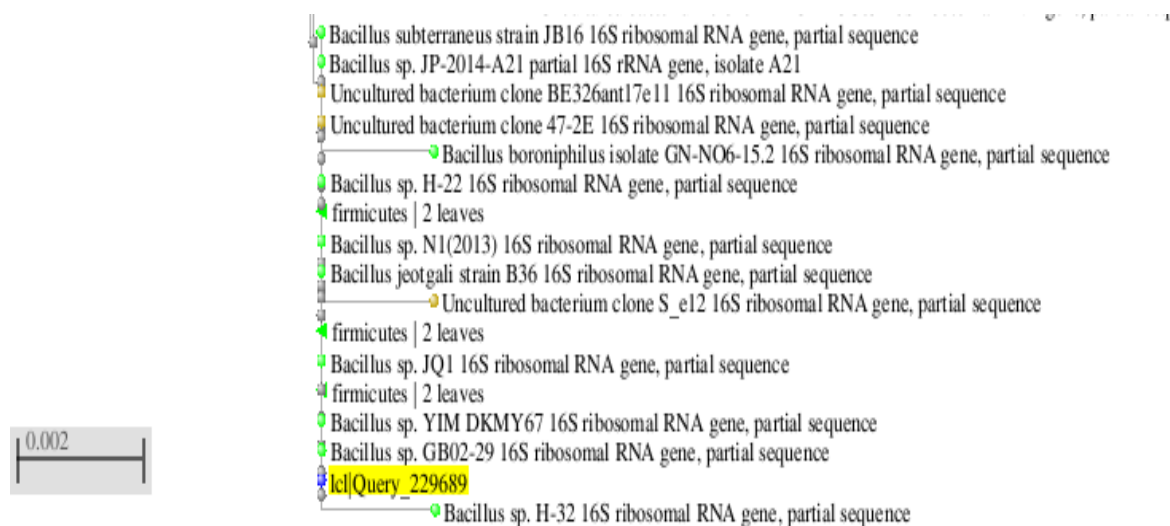 Bacillus subterraneus strain JB16 16S ribosomal RNA gene, partial sequence
Bacillus sp. JP-2014-A21 partial 16S rRNA gene, isolate A21
Uncultured bacterium clone BE326ant17e11 16S ribosomal RNA gene, partial sequence
Uncultured bacterium clone 47-2E 16S ribosomal RNA gene, partial sequence
Bacillus boroniphilus isolate GN-NO6-15.2 16S ribosomal RNA gene, partial sequence
Bacillus sp. H-22 16S ribosomal RNA gene, partial sequence
firmicutes | 2 leaves
Bacillus sp. N1(2013) 16S ribosomal RNA gene, partial sequence
Bacillus jeotgali strain B36 16S ribosomal RNA gene, partial sequence
Uncultured bacterium clone S_e12 16S ribosomal RNA gene, partial sequence
firmicutes | 2 leaves
Bacillus sp. JQ1 16S ribosomal RNA gene, partial sequence
firmicutes | 2 leaves
Bacillus sp. YIM DKMY67 16S ribosomal RNA gene, partial sequence
0.002
Bacillus sp. GB02-29 16S ribosomal RNA gene, partial sequence
lcl|Query_229689
Bacillus sp. H-32 16S ribosomal RNA gene, partial sequence